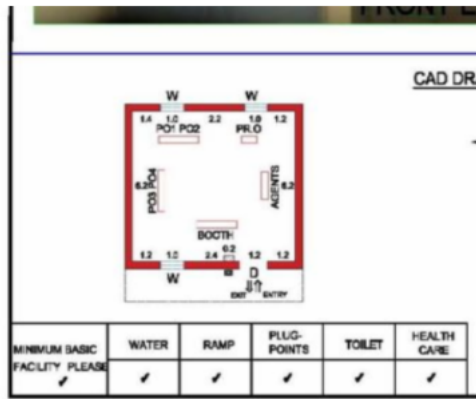 FRONT E
CAD DR
W W
1.4 1.0 2.2 1.0 1.2
PO1 PO2 PR.O
6.2 PO3 PO4 AGENTS 6.2
BOOTH
0.2
1.2 1.0 2.4 1.2 1.2
W D
EXIT ENTRY
MINIMUM BASIC WATER RAMP PLUG- TOILET HEALTH
POINTS CARE
FACILITY PLEASE
✓ ✓ ✓ ✓ ✓ ✓